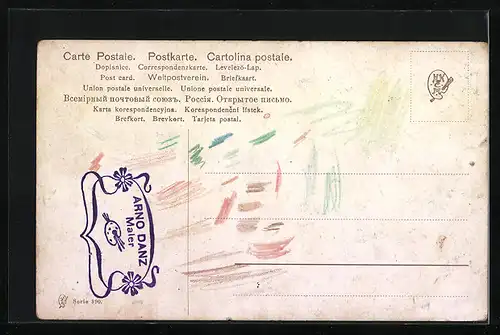 Carte Postale. Postkarte. Cartolina postale.
Dopisnice. Correspondenzkarte. Levelező-Lap.
Post card. Weltpostverein. Briefkaart.
Union postale universelle. Unione postale universale.
Всемірный почтовый союзъ. Россія. Открытое письмо.
Karta korespondencyjna. Korespondenční lístek.
Brefkort. Brevkort. Tarjeta postal.
ARNO DANZ
Maler
Serie 190.